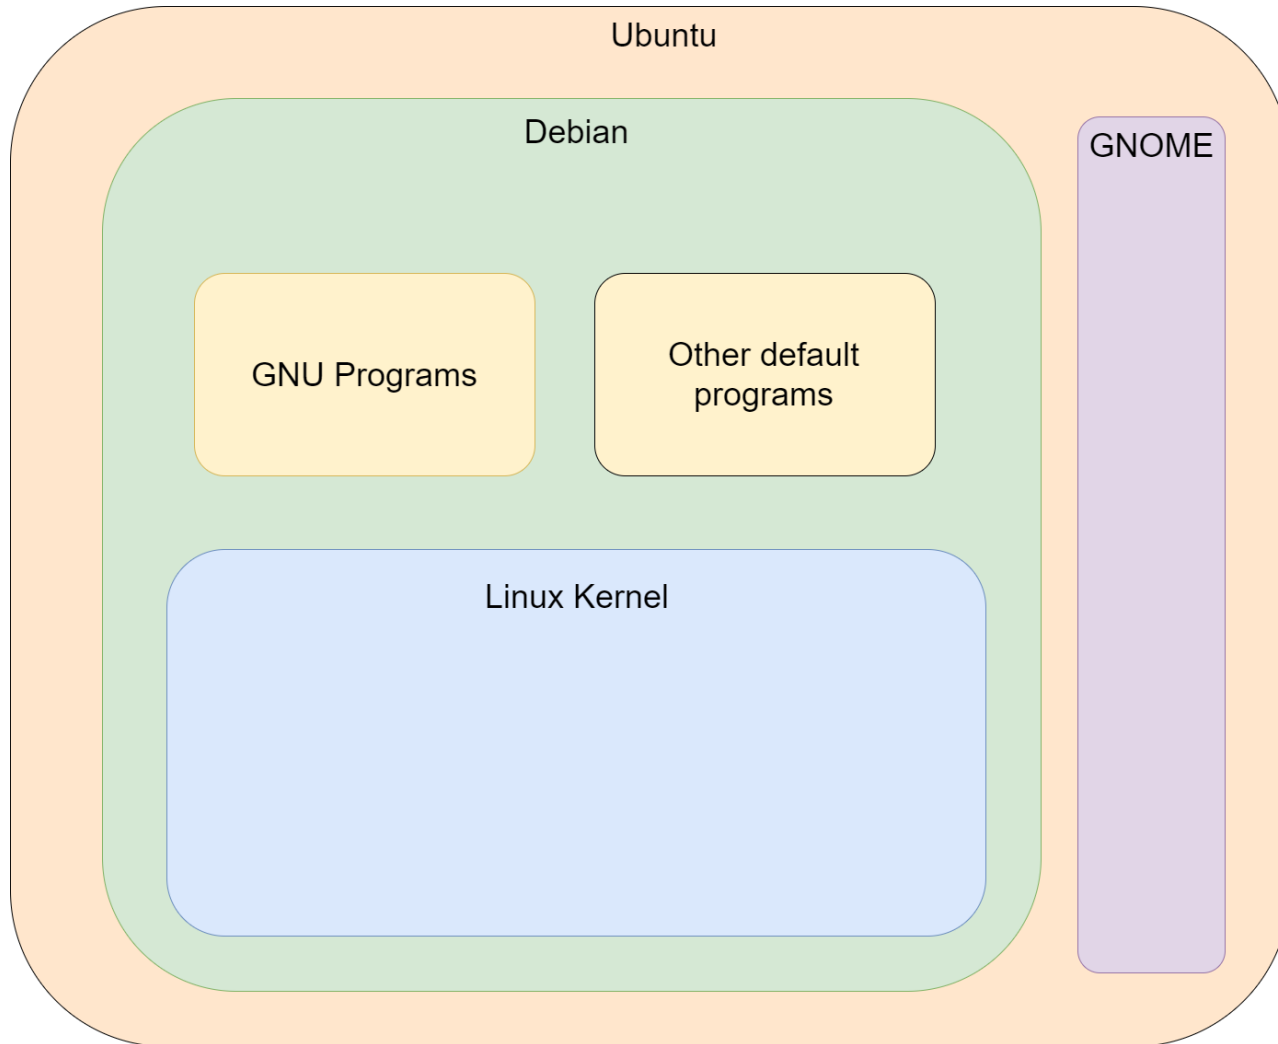 Ubuntu
Debian
GNOME
GNU Programs
Other default
programs
Linux Kernel